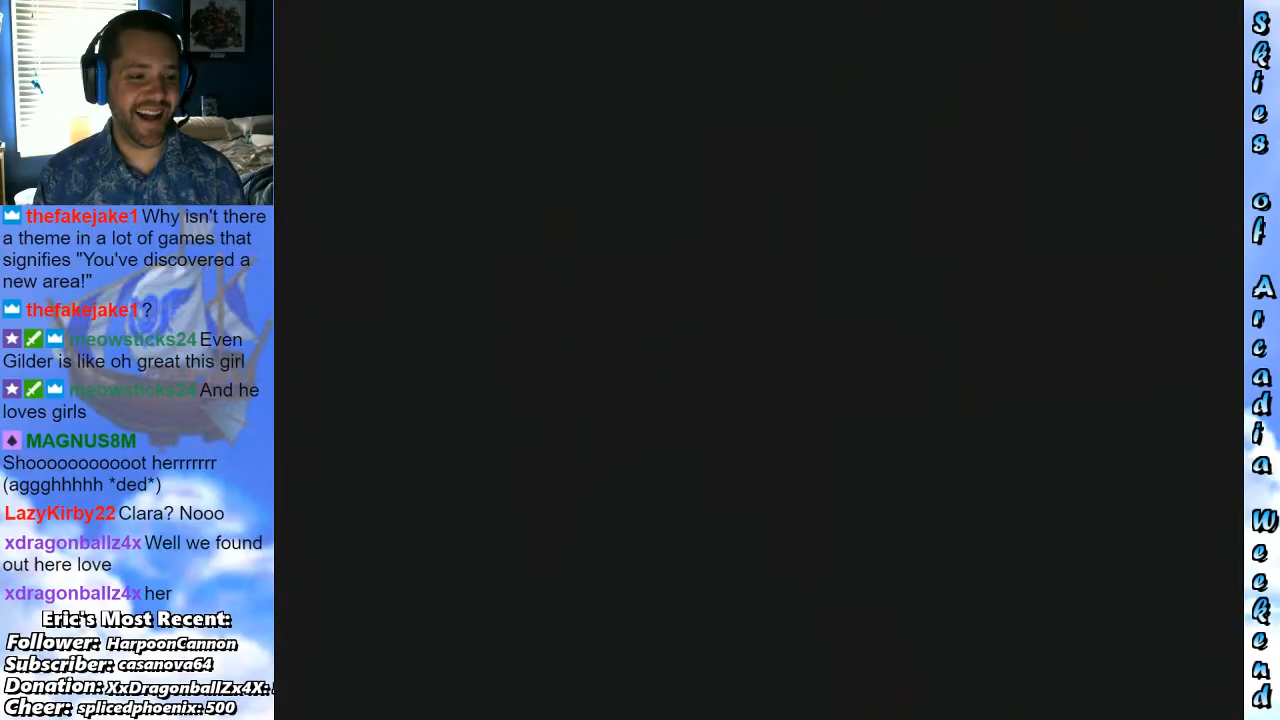 thefakejake1 Why isn't there
a theme in a lot of games that
signifies "You've discovered a
new area!"
thefakejake1 ?
meowsticks24 Even
Gilder is like oh great this girl
meowsticks24 And he
loves girls
MAGNUS8M
Shooooooooooot herrrrrrr
(aggghhhhh *ded*)
LazyKirby22 Clara? Nooo
xdragonballz4x Well we found
out here love
xdragonballz4x her
Eric's Most Recent:
Follower: HarpoonCannon
Subscriber: casanova64
Donation: XxDragonballZx4X:
Cheer: splicedphoenix: 500
Skies of Arcadia Weekend